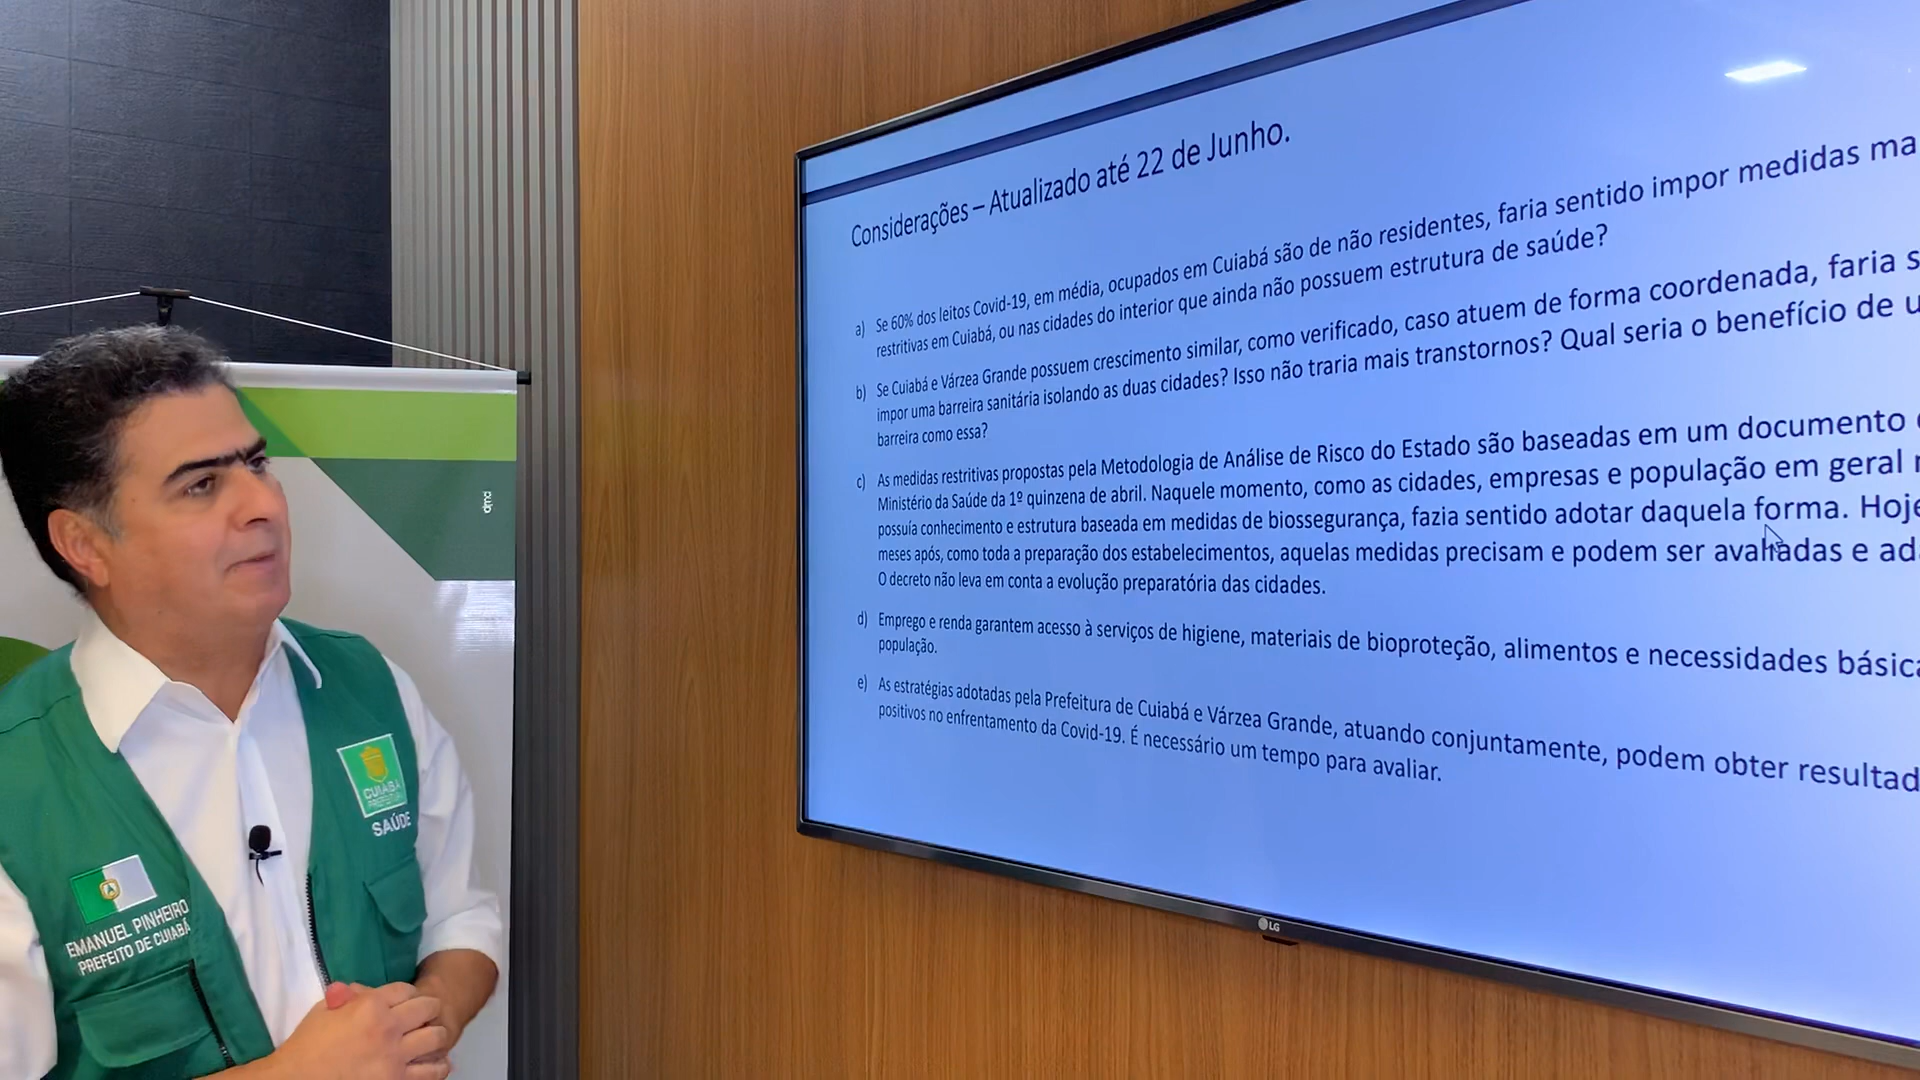 Considerações – Atualizado até 22 de Junho.
a) Se 60% dos leitos Covid-19, em média, ocupados em Cuiabá são de não residentes, faria sentido impor medidas ma
restritivas em Cuiabá, ou nas cidades do interior que ainda não possuem estrutura de saúde?
b) Se Cuiabá e Várzea Grande possuem crescimento similar, como verificado, caso atuem de forma coordenada, faria s
impor uma barreira sanitária isolando as duas cidades? Isso não traria mais transtornos? Qual seria o benefício de u
barreira como essa?
c) As medidas restritivas propostas pela Metodologia de Análise de Risco do Estado são baseadas em um documento
Ministério da Saúde da 1º quinzena de abril. Naquele momento, como as cidades, empresas e população em geral
possuía conhecimento e estrutura baseada em medidas de biossegurança, fazia sentido adotar daquela forma. Hoje
meses após, como toda a preparação dos estabelecimentos, aquelas medidas precisam e podem ser avaliadas e ad
O decreto não leva em conta a evolução preparatória das cidades.
d) Emprego e renda garantem acesso à serviços de higiene, materiais de bioproteção, alimentos e necessidades básica
população.
e) As estratégias adotadas pela Prefeitura de Cuiabá e Várzea Grande, atuando conjuntamente, podem obter resultad
positivos no enfrentamento da Covid-19. É necessário um tempo para avaliar.
LG
CUIABÁ
PREFEITURA
SAÚDE
EMANUEL PINHEIRO
PREFEITO DE CUIABÁ